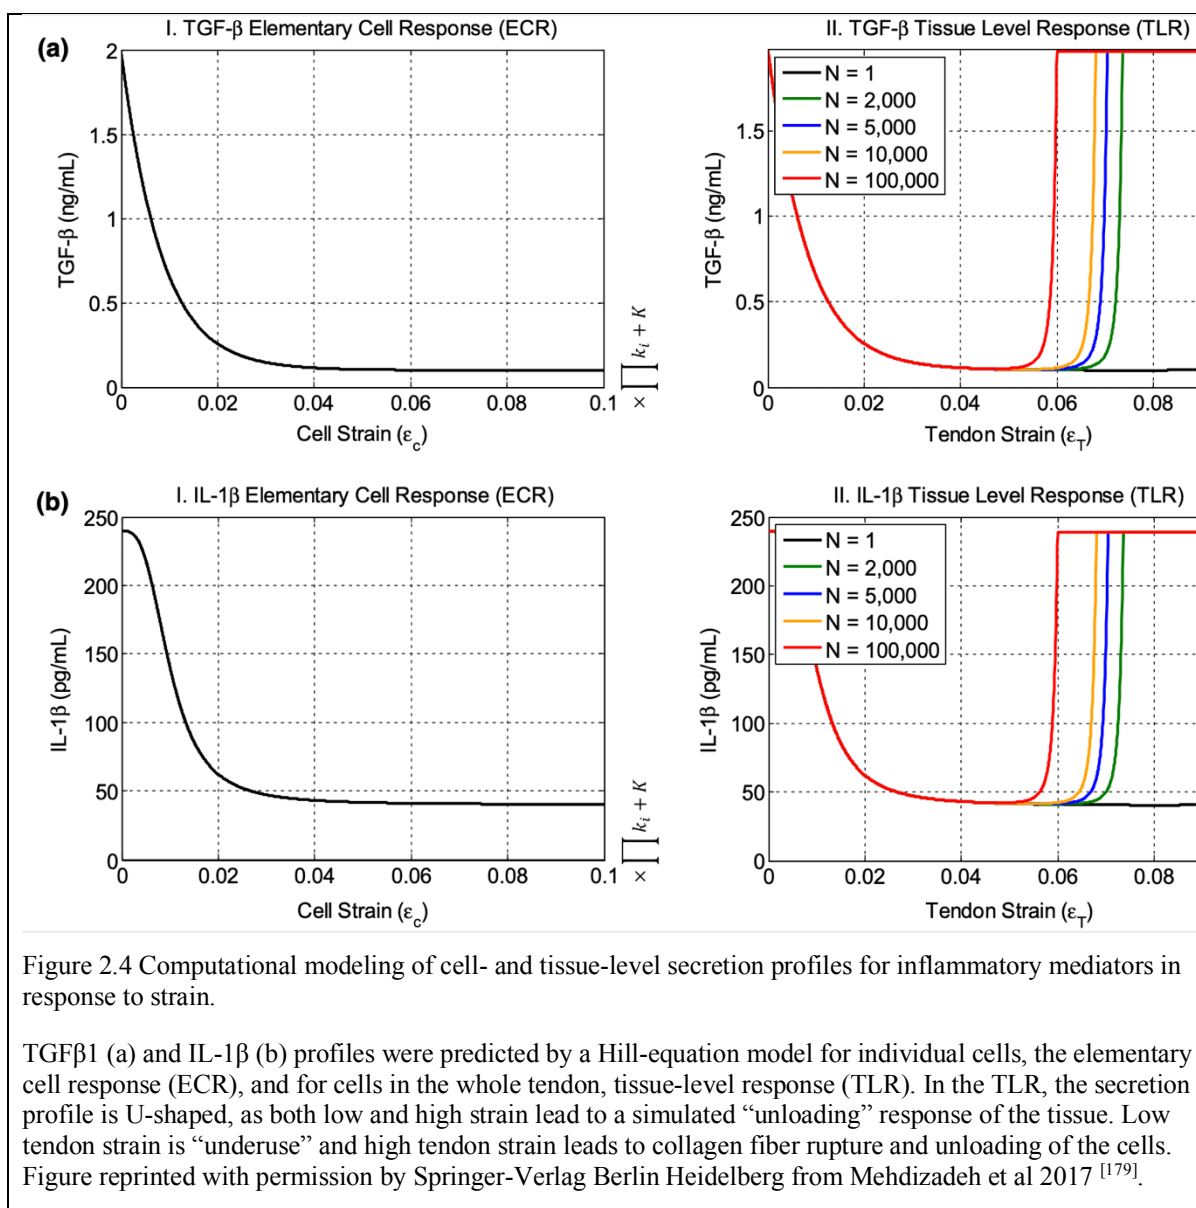 (a)
I. TGF-β Elementary Cell Response (ECR)
TGF-β (ng/mL)
2
1.5
1
0.5
0
0
0.02
0.04
0.06
0.08
0.1
Cell Strain (ε_c)
× ∏ k_i + K
II. TGF-β Tissue Level Response (TLR)
N = 1
N = 2,000
N = 5,000
N = 10,000
N = 100,000
TGF-β (ng/mL)
1.5
1
0.5
0
0
0.02
0.04
0.06
0.08
Tendon Strain (ε_T)
(b)
I. IL-1β Elementary Cell Response (ECR)
IL-1β (pg/mL)
250
200
150
100
50
0
0
0.02
0.04
0.06
0.08
0.1
Cell Strain (ε_c)
× ∏ k_i + K
II. IL-1β Tissue Level Response (TLR)
N = 1
N = 2,000
N = 5,000
N = 10,000
N = 100,000
IL-1β (pg/mL)
250
200
150
100
50
0
0
0.02
0.04
0.06
0.08
Tendon Strain (ε_T)
Figure 2.4 Computational modeling of cell- and tissue-level secretion profiles for inflammatory mediators in
response to strain.
TGFβ1 (a) and IL-1β (b) profiles were predicted by a Hill-equation model for individual cells, the elementary
cell response (ECR), and for cells in the whole tendon, tissue-level response (TLR). In the TLR, the secretion
profile is U-shaped, as both low and high strain lead to a simulated “unloading” response of the tissue. Low
tendon strain is “underuse” and high tendon strain leads to collagen fiber rupture and unloading of the cells.
Figure reprinted with permission by Springer-Verlag Berlin Heidelberg from Mehdizadeh et al 2017 [179].